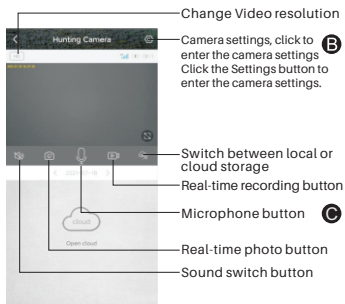 Change Video resolution
Hunting Camera
Camera settings, click to
enter the camera settings
Click the Settings button to
enter the camera settings.
B
Switch between local or
cloud storage
Real-time recording button
Microphone button
C
cloud
Open cloud
Real-time photo button
Sound switch button